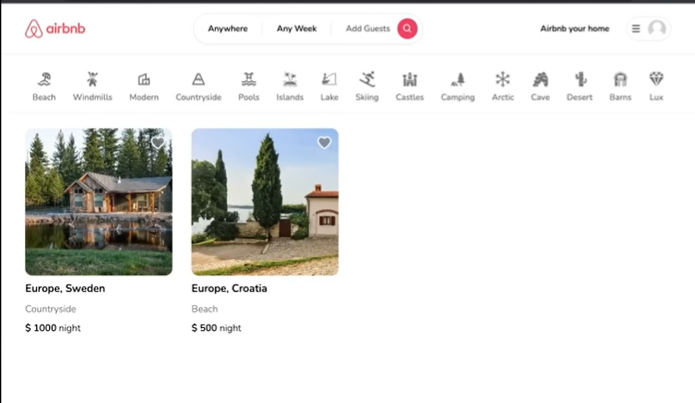 airbnb
Anywhere Any Week Add Guests
Airbnb your home
Beach Windmills Modern Countryside Pools Islands Lake Skiing Castles Camping Arctic Cave Desert Barns Lux
Europe, Sweden
Countryside
$ 1000 night
Europe, Croatia
Beach
$ 500 night